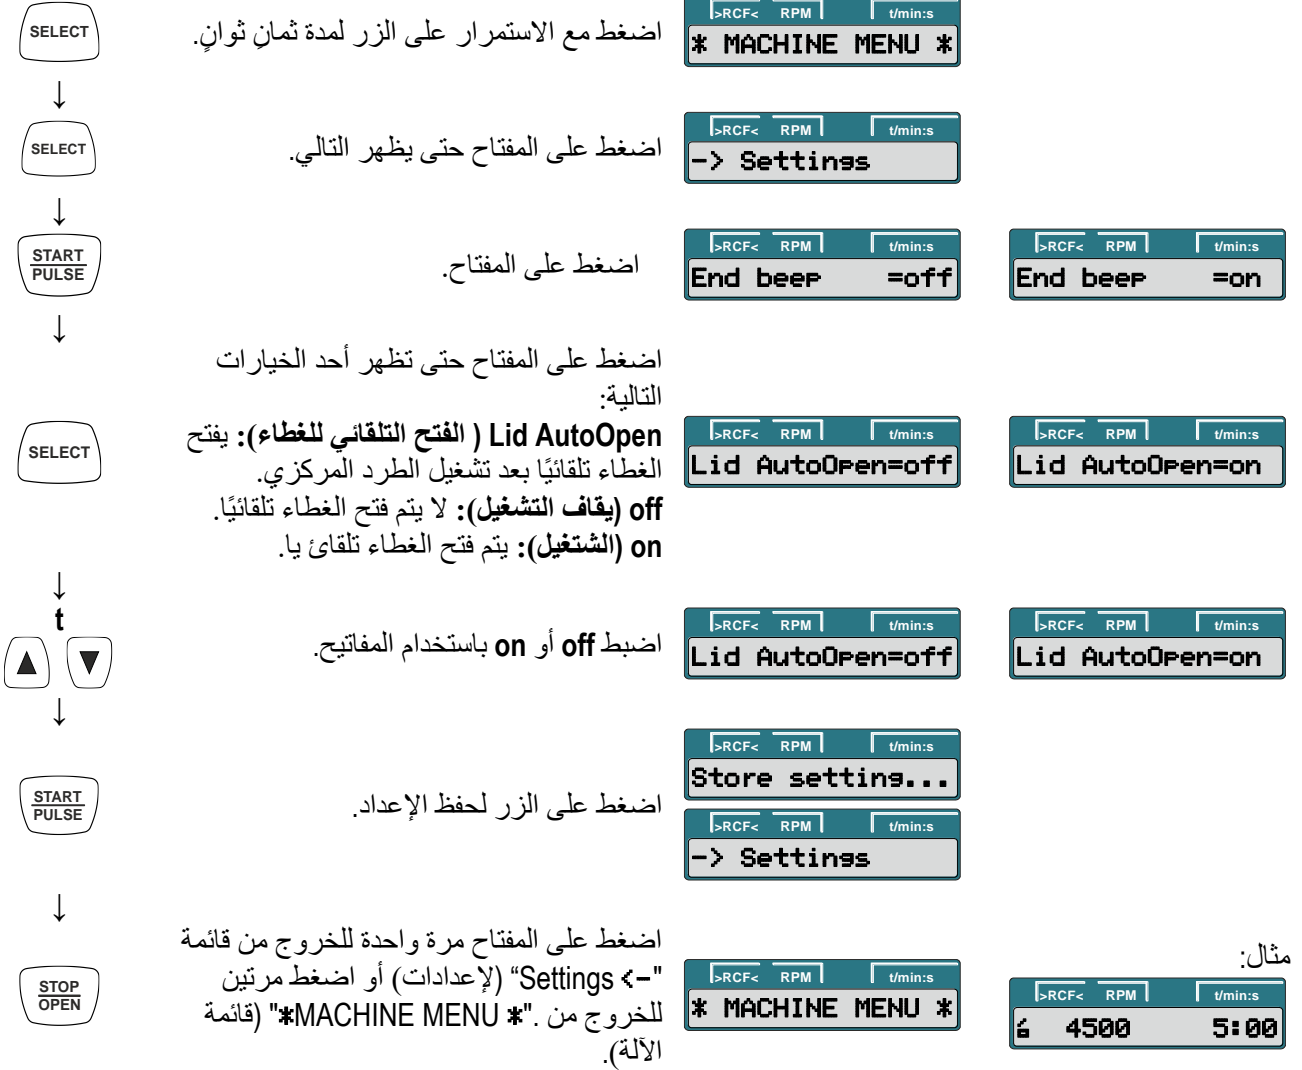 SELECT
اضغط مع الاستمرار على الزر لمدة ثمانِ ثوانٍ.
>RCF< RPM t/min:s
* MACHINE MENU *
↓
SELECT
اضغط على المفتاح حتى يظهر التالي.
>RCF< RPM t/min:s
-> Settings
↓
START
PULSE
اضغط على المفتاح.
>RCF< RPM t/min:s
End beep =off
>RCF< RPM t/min:s
End beep =on
↓
SELECT
اضغط على المفتاح حتى تظهر أحد الخيارات
التالية:
Lid AutoOpen ( الفتح التلقائي للغطاء): يفتح
الغطاء تلقائيًا بعد تشغيل الطرد المركزي.
off (يقاف التشغيل): لا يتم فتح الغطاء تلقائيًا.
on (الشتغيل): يتم فتح الغطاء تلقائ يا.
>RCF< RPM t/min:s
Lid AutoOpen=off
>RCF< RPM t/min:s
Lid AutoOpen=on
↓
t
▲ ▼
اضبط off أو on باستخدام المفاتيح.
>RCF< RPM t/min:s
Lid AutoOpen=off
>RCF< RPM t/min:s
Lid AutoOpen=on
↓
START
PULSE
اضغط على الزر لحفظ الإعداد.
>RCF< RPM t/min:s
Store setting...
>RCF< RPM t/min:s
-> Settings
↓
STOP
OPEN
اضغط على المفتاح مرة واحدة للخروج من قائمة
"-> Settings“ (لإعدادات) أو اضغط مرتين
للخروج من ."* MACHINE MENU*" (قائمة
الآلة).
>RCF< RPM t/min:s
* MACHINE MENU *
مثال:
>RCF< RPM t/min:s
4500 5:00